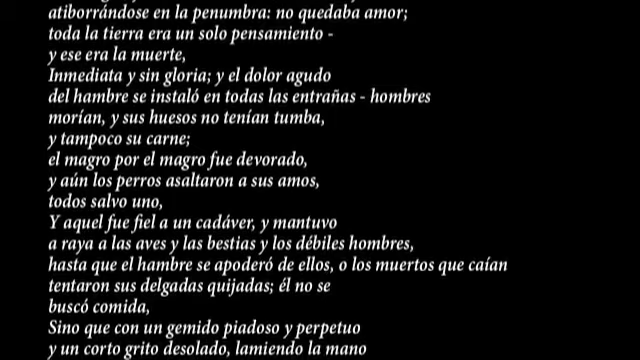 atiborrándose en la penumbra: no quedaba amor;
toda la tierra era un solo pensamiento -
y ese era la muerte,
Inmediata y sin gloria; y el dolor agudo
del hambre se instaló en todas las entrañas - hombres
morían, y sus huesos no tenían tumba,
y tampoco su carne;
el magro por el magro fue devorado,
y aún los perros asaltaron a sus amos,
todos salvo uno,
Y aquel fue fiel a un cadáver, y mantuvo
a raya a las aves y las bestias y los débiles hombres,
hasta que el hambre se apoderó de ellos, o los muertos que caían
tentaron sus delgadas quijadas; él no se
buscó comida,
Sino que con un gemido piadoso y perpetuo
y un corto grito desolado, lamiendo la mano